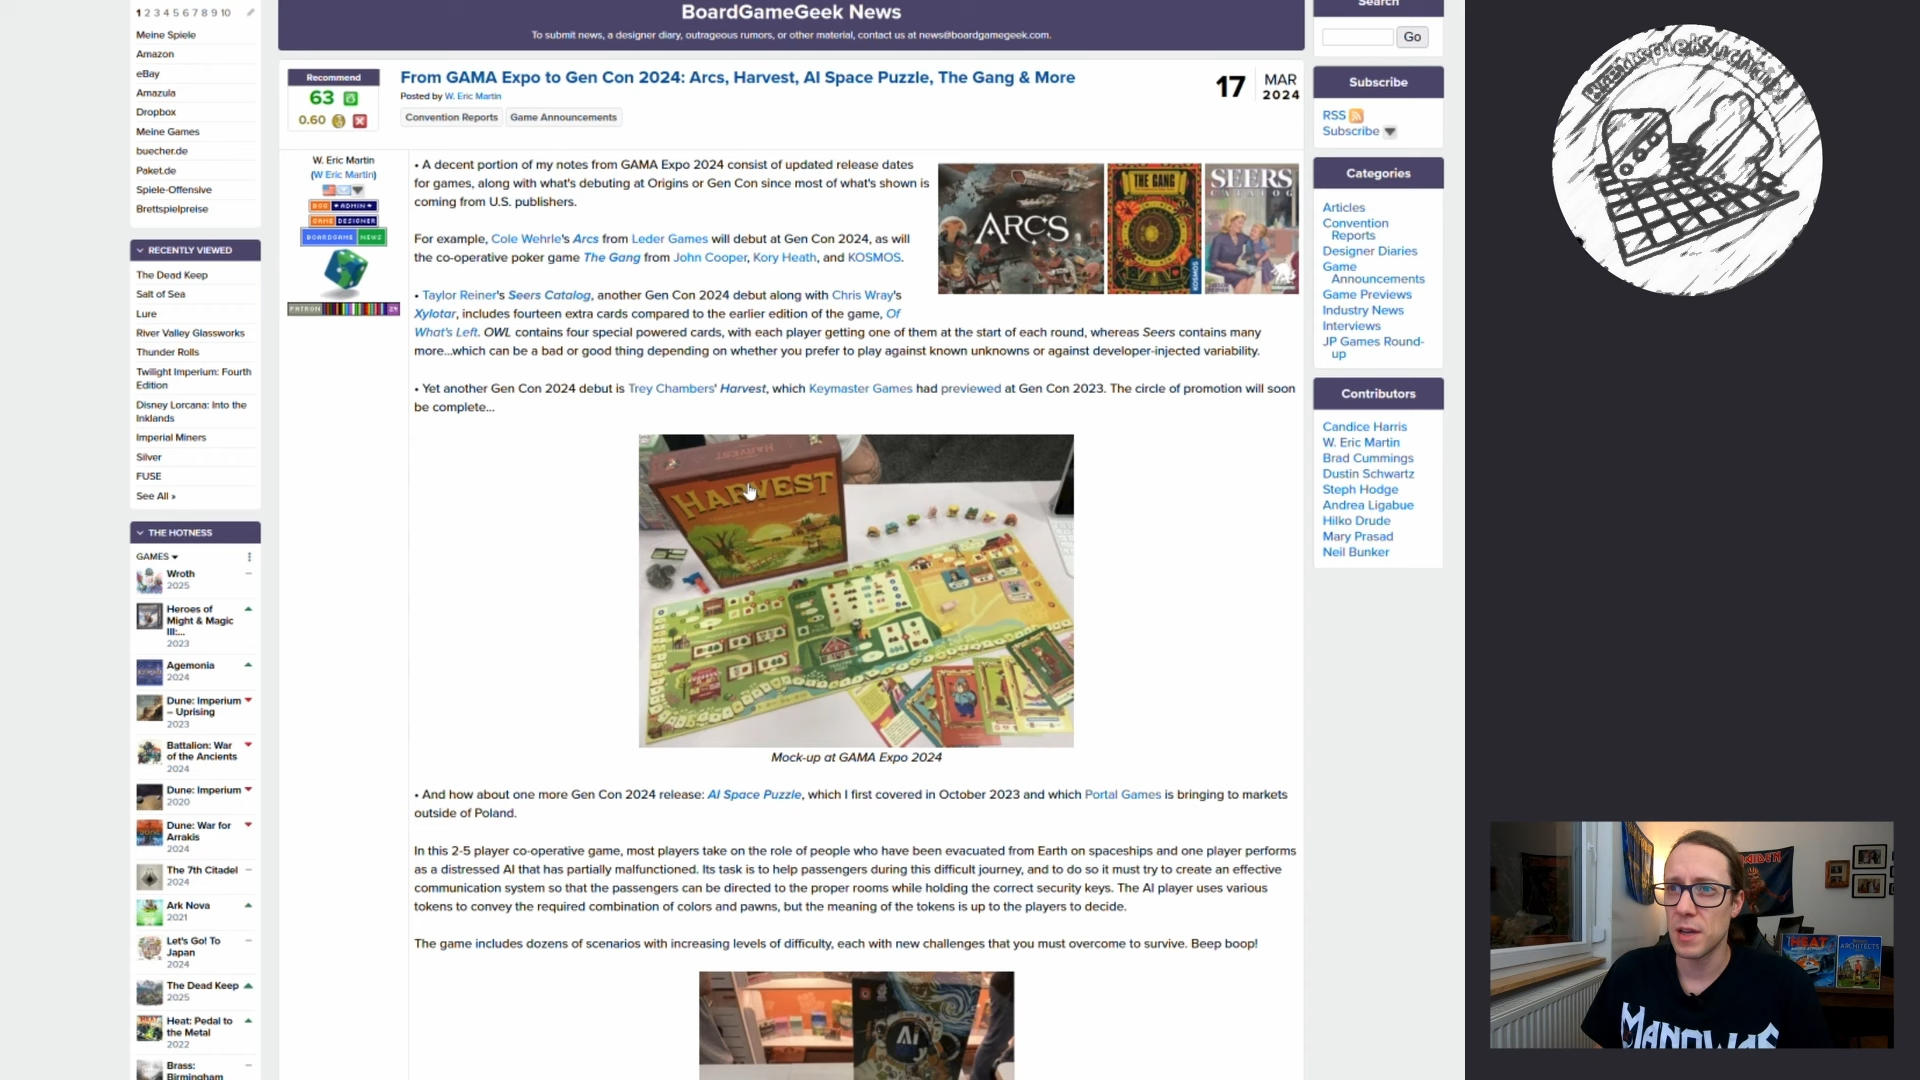 1 2 3 4 5 6 7 8 9 10
Meine Spiele
Amazon
eBay
Amazula
Dropbox
Meine Games
buecher.de
Paket.de
Spiele-Offensive
Brettspielpreise
RECENTLY VIEWED
The Dead Keep
Salt of Sea
Lure
River Valley Glassworks
Thunder Rolls
Twilight Imperium: Fourth
Edition
Disney Lorcana: Into the
Inklands
Imperial Miners
Silver
FUSE
See All »
THE HOTNESS
GAMES
Wroth
2025
Heroes of
Might & Magic
III:...
2023
Agemonia
2024
Dune: Imperium
– Uprising
2023
Battalion: War
of the Ancients
2024
Dune: Imperium
2020
Dune: War for
Arrakis
2024
The 7th Citadel
2024
Ark Nova
2021
Let's Go! To
Japan
2024
The Dead Keep
2025
Heat: Pedal to
the Metal
2022
Brass:
Birmingham
BoardGameGeek News
To submit news, a designer diary, outrageous rumors, or other material, contact us at news@boardgamegeek.com.
Recommend
63
0.60
From GAMA Expo to Gen Con 2024: Arcs, Harvest, AI Space Puzzle, The Gang & More
Posted by W. Eric Martin
Convention Reports
Game Announcements
17 MAR
2024
W. Eric Martin
(W Eric Martin)
BGG ADMIN
GAME DESIGNER
BOARDGAME NEWS
PATRON
• A decent portion of my notes from GAMA Expo 2024 consist of updated release dates
for games, along with what's debuting at Origins or Gen Con since most of what's shown is
coming from U.S. publishers.
For example, Cole Wehrle's Arcs from Leder Games will debut at Gen Con 2024, as will
the co-operative poker game The Gang from John Cooper, Kory Heath, and KOSMOS.
ARCS
THE GANG
KOSMOS
SEERS
CATALOG
• Taylor Reiner's Seers Catalog, another Gen Con 2024 debut along with Chris Wray's
Xylotar, includes fourteen extra cards compared to the earlier edition of the game, Of
What's Left. OWL contains four special powered cards, with each player getting one of them at the start of each round, whereas Seers contains many
more...which can be a bad or good thing depending on whether you prefer to play against known unknowns or against developer-injected variability.
• Yet another Gen Con 2024 debut is Trey Chambers' Harvest, which Keymaster Games had previewed at Gen Con 2023. The circle of promotion will soon
be complete...
HARVEST
HARVEST
Mock-up at GAMA Expo 2024
• And how about one more Gen Con 2024 release: AI Space Puzzle, which I first covered in October 2023 and which Portal Games is bringing to markets
outside of Poland.
In this 2-5 player co-operative game, most players take on the role of people who have been evacuated from Earth on spaceships and one player performs
as a distressed AI that has partially malfunctioned. Its task is to help passengers during this difficult journey, and to do so it must try to create an effective
communication system so that the passengers can be directed to the proper rooms while holding the correct security keys. The AI player uses various
tokens to convey the required combination of colors and pawns, but the meaning of the tokens is up to the players to decide.
The game includes dozens of scenarios with increasing levels of difficulty, each with new challenges that you must overcome to survive. Beep boop!
AI
Search
Go
Subscribe
RSS
Subscribe
Categories
Articles
Convention
Reports
Designer Diaries
Game
Announcements
Game Previews
Industry News
Interviews
JP Games Round-
up
Contributors
Candice Harris
W. Eric Martin
Brad Cummings
Dustin Schwartz
Steph Hodge
Andrea Ligabue
Hilko Drude
Mary Prasad
Neil Bunker
MAIDEN
HEAT
ARCHITECTS
MANOWAR